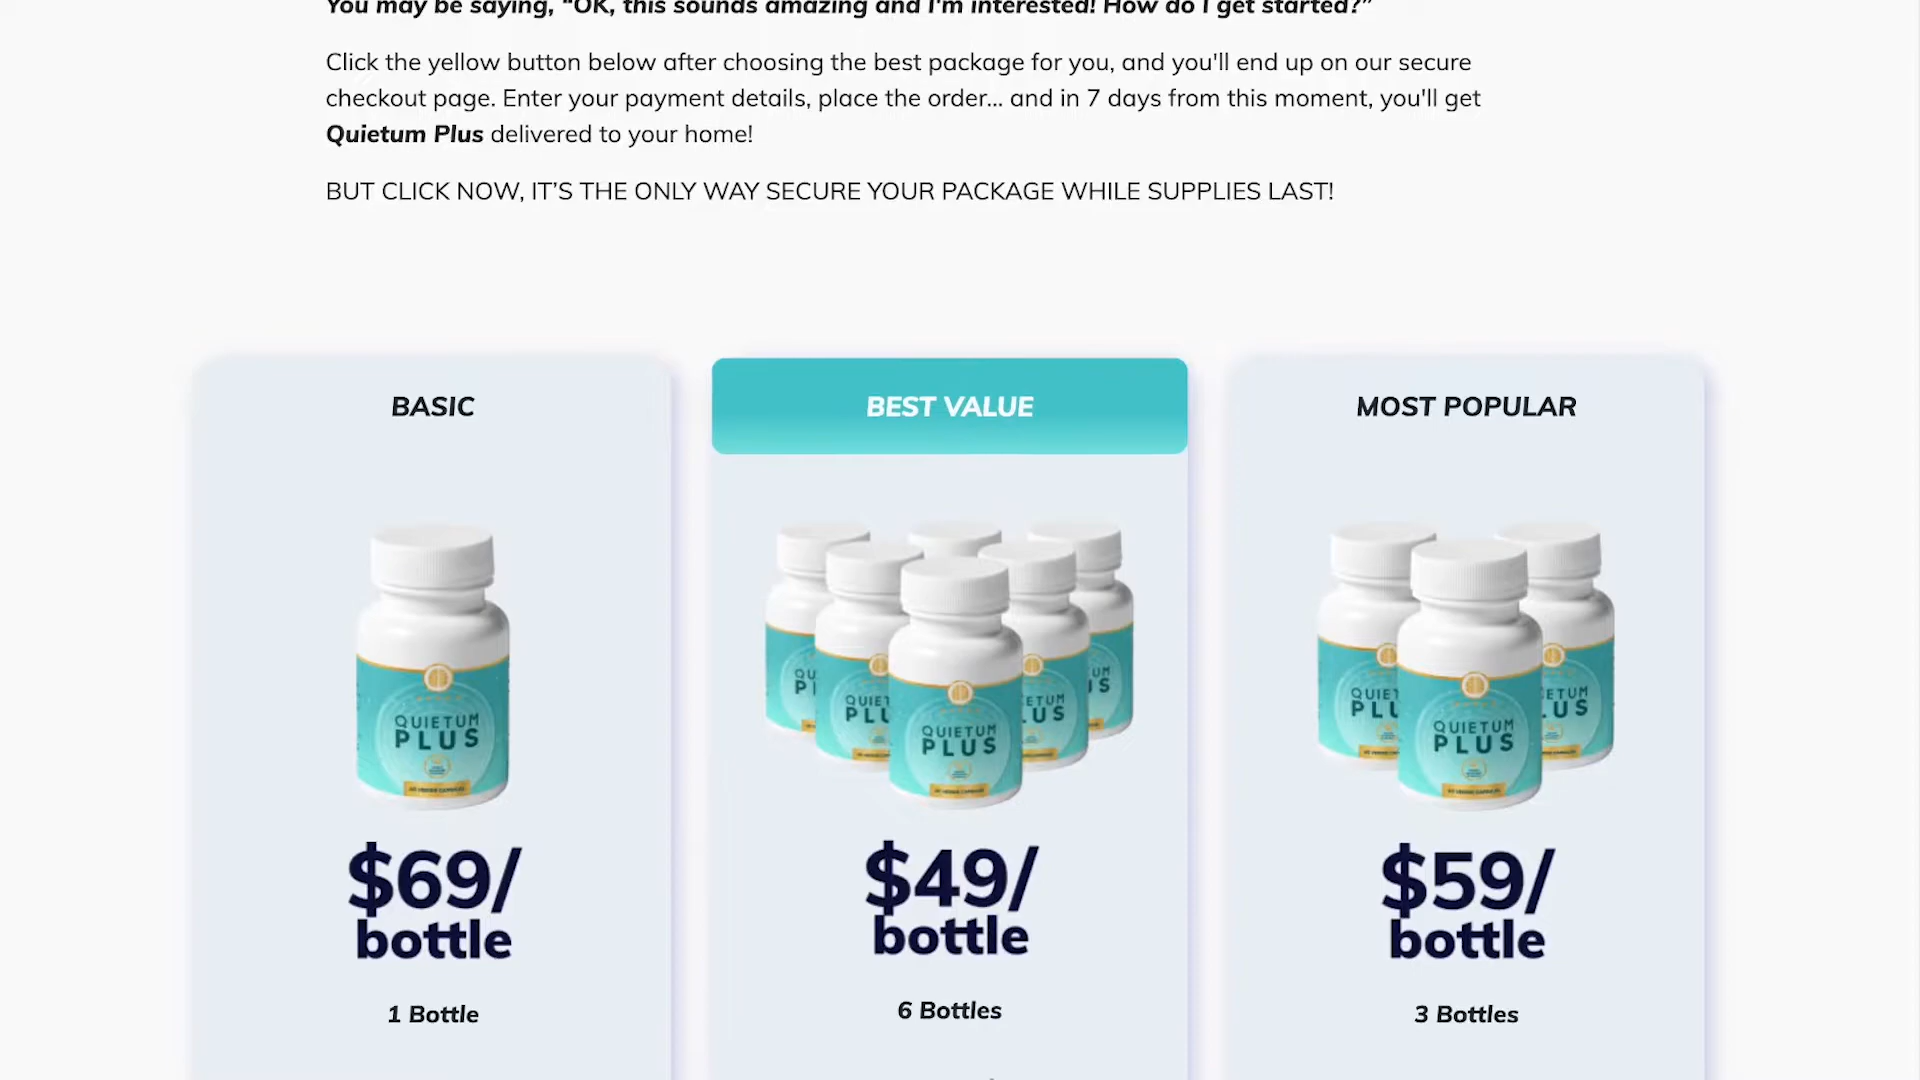 You may be saying, “OK, this sounds amazing and I'm interested! How do I get started?”
Click the yellow button below after choosing the best package for you, and you'll end up on our secure
checkout page. Enter your payment details, place the order... and in 7 days from this moment, you'll get
Quietum Plus delivered to your home!
BUT CLICK NOW, IT’S THE ONLY WAY SECURE YOUR PACKAGE WHILE SUPPLIES LAST!
BASIC
BEST VALUE
MOST POPULAR
QUIETUM
PLUS
QUIETUM
PLUS
QUIETUM
PLUS
$69/
bottle
$49/
bottle
$59/
bottle
1 Bottle
6 Bottles
3 Bottles